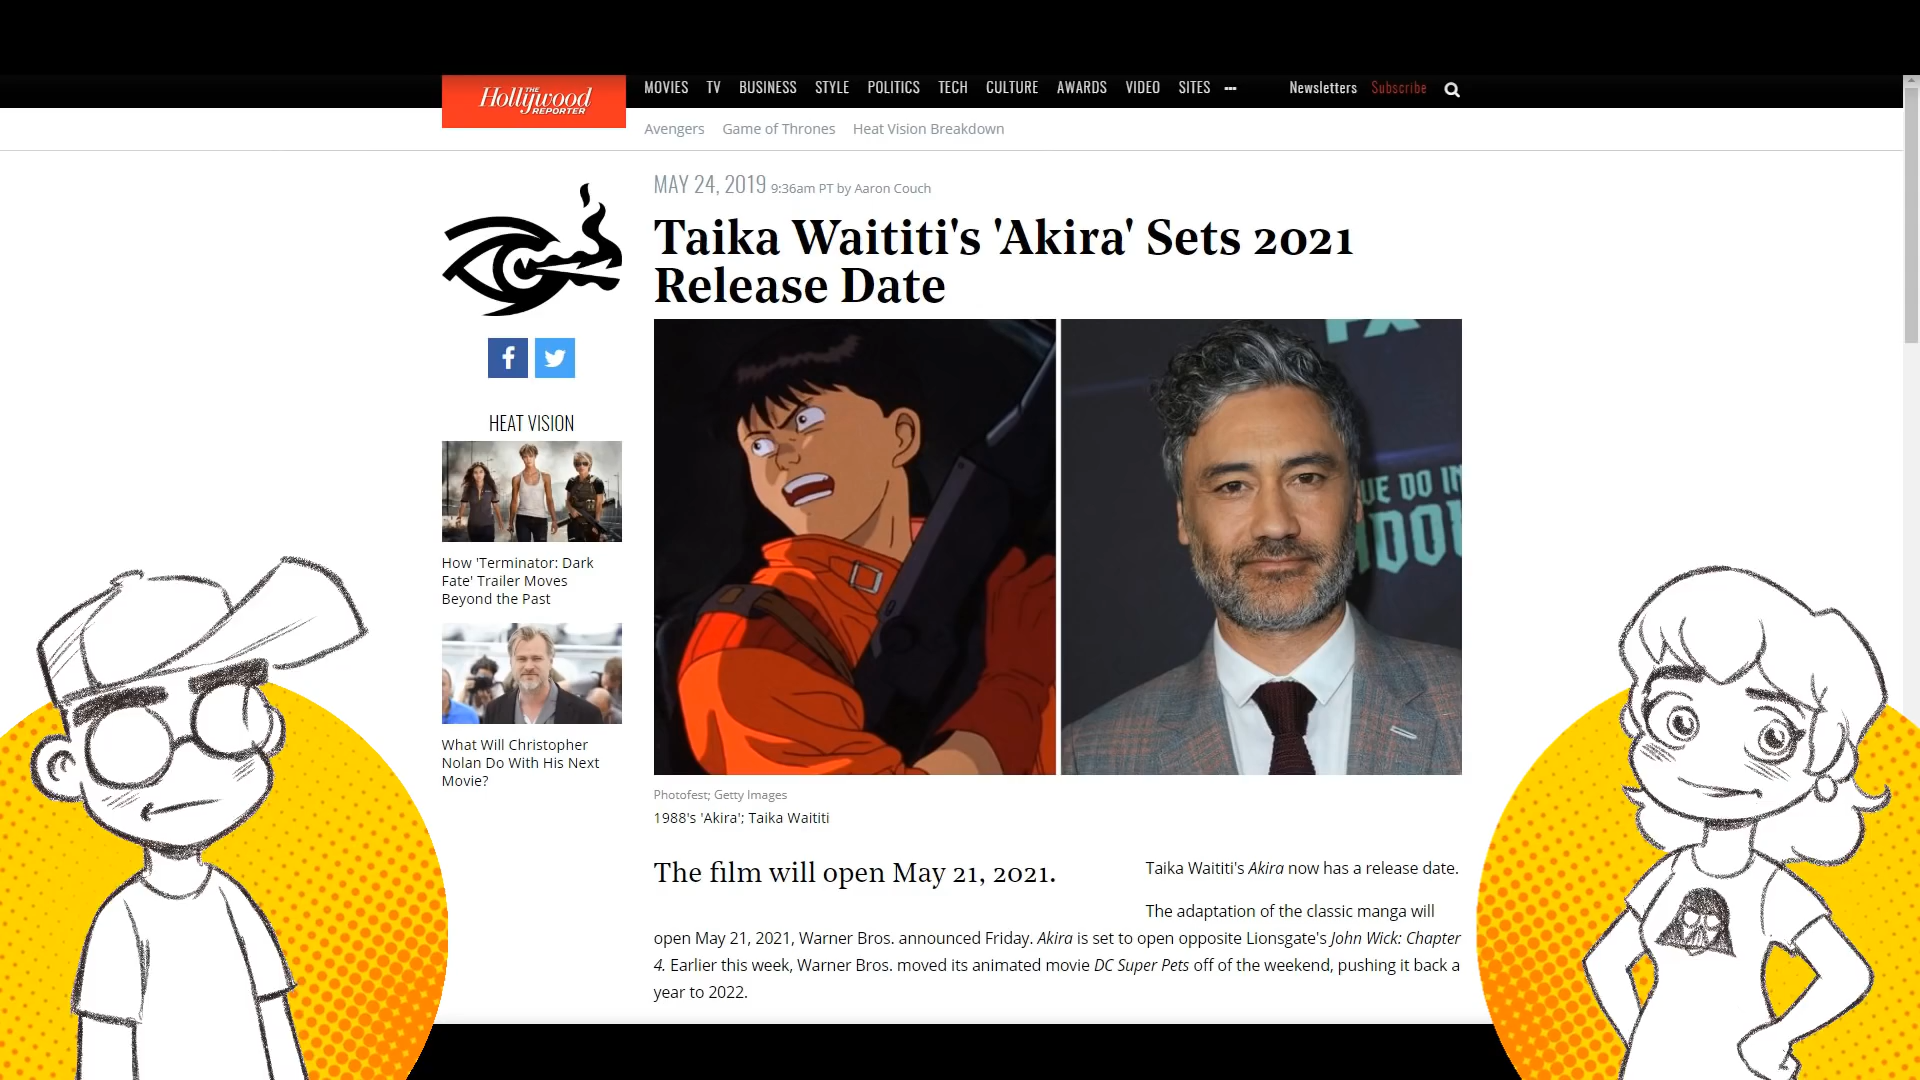 THE
Hollywood
REPORTER
MOVIES TV BUSINESS STYLE POLITICS TECH CULTURE AWARDS VIDEO SITES ••• Newsletters Subscribe
Avengers Game of Thrones Heat Vision Breakdown
MAY 24, 2019 9:36am PT by Aaron Couch
Taika Waititi's 'Akira' Sets 2021
Release Date
FX
WE DO IN
HEAT VISION
How 'Terminator: Dark
Fate' Trailer Moves
Beyond the Past
What Will Christopher
Nolan Do With His Next
Movie?
Photofest; Getty Images
1988's 'Akira'; Taika Waititi
The film will open May 21, 2021.
Taika Waititi's Akira now has a release date.
The adaptation of the classic manga will
open May 21, 2021, Warner Bros. announced Friday. Akira is set to open opposite Lionsgate's John Wick: Chapter
4. Earlier this week, Warner Bros. moved its animated movie DC Super Pets off of the weekend, pushing it back a
year to 2022.